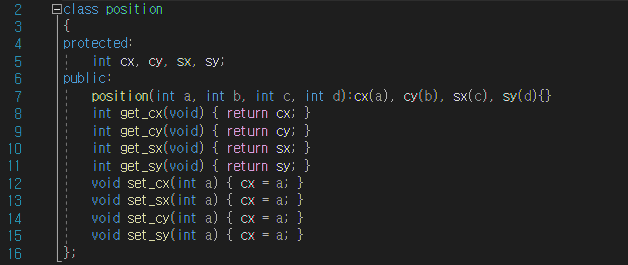 2 class position
3 {
4 protected:
5 int cx, cy, sx, sy;
6 public:
7 position(int a, int b, int c, int d):cx(a), cy(b), sx(c), sy(d){}
8 int get_cx(void) { return cx; }
9 int get_cy(void) { return cy; }
10 int get_sx(void) { return sx; }
11 int get_sy(void) { return sy; }
12 void set_cx(int a) { cx = a; }
13 void set_sx(int a) { cx = a; }
14 void set_cy(int a) { cx = a; }
15 void set_sy(int a) { cx = a; }
16 };